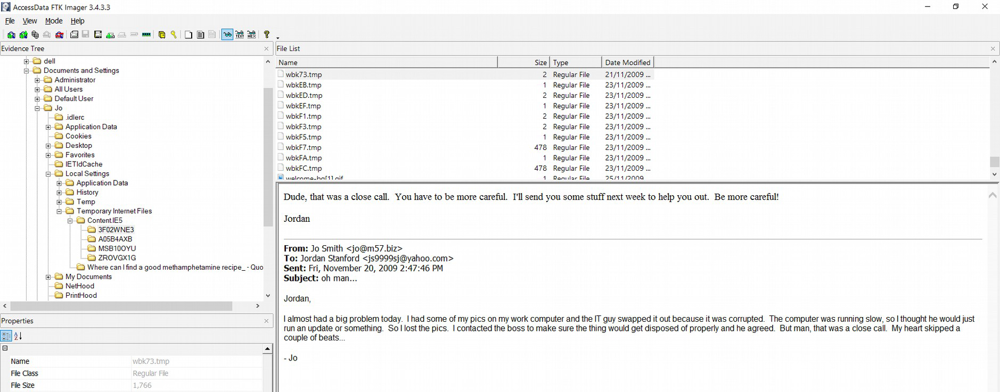 AccessData FTK Imager 3.4.3.3
File View Mode Help
TEXT HEX ?
Evidence Tree
dell
Documents and Settings
Administrator
All Users
Default User
Jo
.idlerc
Application Data
Cookies
Desktop
Favorites
IETldCache
Local Settings
Application Data
History
Temp
Temporary Internet Files
Content.IE5
3F02WNE3
A05B4AXB
MSB10OYU
ZROVGX1G
Where can I find a good methamphetamine recipe_ - Quo
My Documents
NetHood
PrintHood
Properties
Name wbk73.tmp
File Class Regular File
File Size 1,766
File List
Name Size Type Date Modified
wbk73.tmp 2 Regular File 21/11/2009 ...
wbkEB.tmp 1 Regular File 23/11/2009 ...
wbkED.tmp 2 Regular File 23/11/2009 ...
wbkEF.tmp 1 Regular File 23/11/2009 ...
wbkF1.tmp 2 Regular File 23/11/2009 ...
wbkF3.tmp 2 Regular File 23/11/2009 ...
wbkF5.tmp 1 Regular File 23/11/2009 ...
wbkF7.tmp 478 Regular File 23/11/2009 ...
wbkFA.tmp 1 Regular File 23/11/2009 ...
wbkFC.tmp 478 Regular File 23/11/2009 ...
welcome-bg[1].gif 1 Regular File 25/11/2009
Dude, that was a close call. You have to be more careful. I'll send you some stuff next week to help you out. Be more careful!
Jordan
From: Jo Smith <jo@m57.biz>
To: Jordan Stanford <js9999sj@yahoo.com>
Sent: Fri, November 20, 2009 2:47:46 PM
Subject: oh man...
Jordan,
I almost had a big problem today. I had some of my pics on my work computer and the IT guy swapped it out because it was corrupted. The computer was running slow, so I thought he would just
run an update or something. So I lost the pics. I contacted the boss to make sure the thing would get disposed of properly and he agreed. But man, that was a close call. My heart skipped a
couple of beats...
- Jo